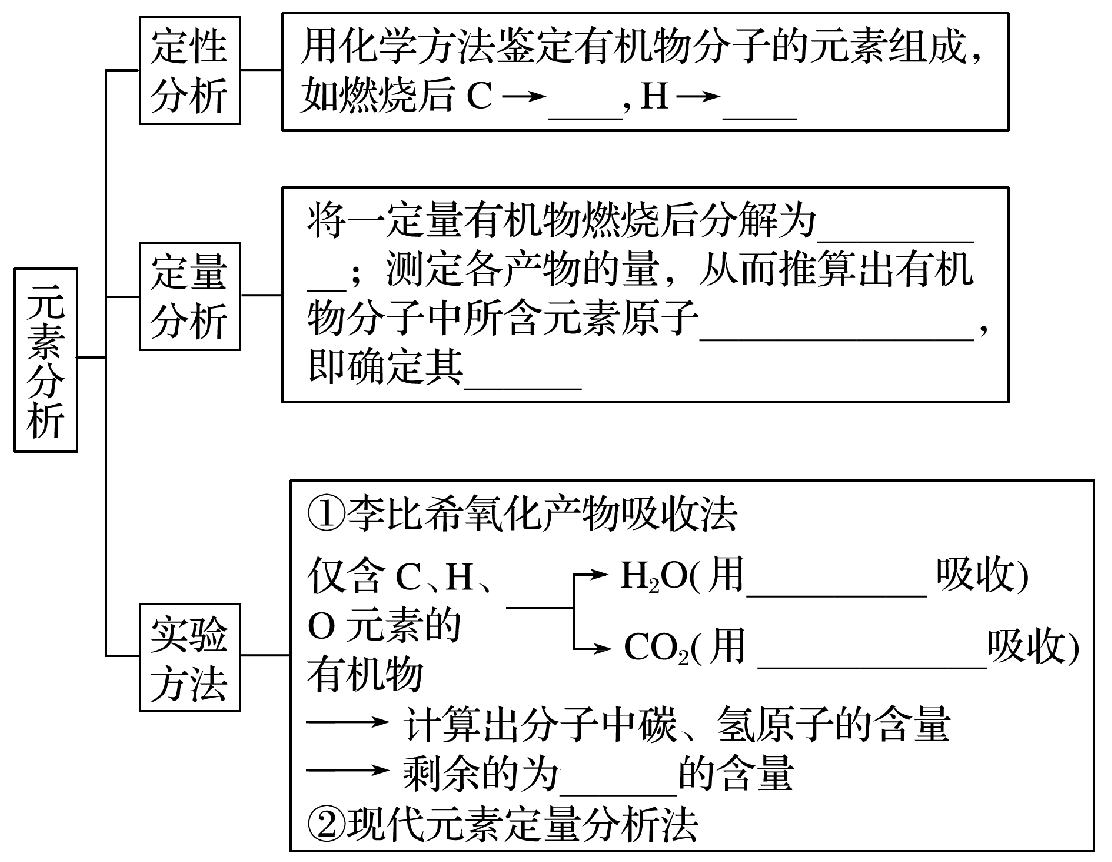 元素分析
定性
分析
用化学方法鉴定有机物分子的元素组成，
如燃烧后 C→____, H→____
定量
分析
将一定量有机物燃烧后分解为________
__；测定各产物的量，从而推算出有机
物分子中所含元素原子______________，
即确定其______
实验
方法
①李比希氧化产物吸收法
仅含 C、H、
O 元素的
有机物
→ H₂O(用_________ 吸收)
→ CO₂(用 ____________吸收)
→ 计算出分子中碳、氢原子的含量
→ 剩余的为______的含量
②现代元素定量分析法